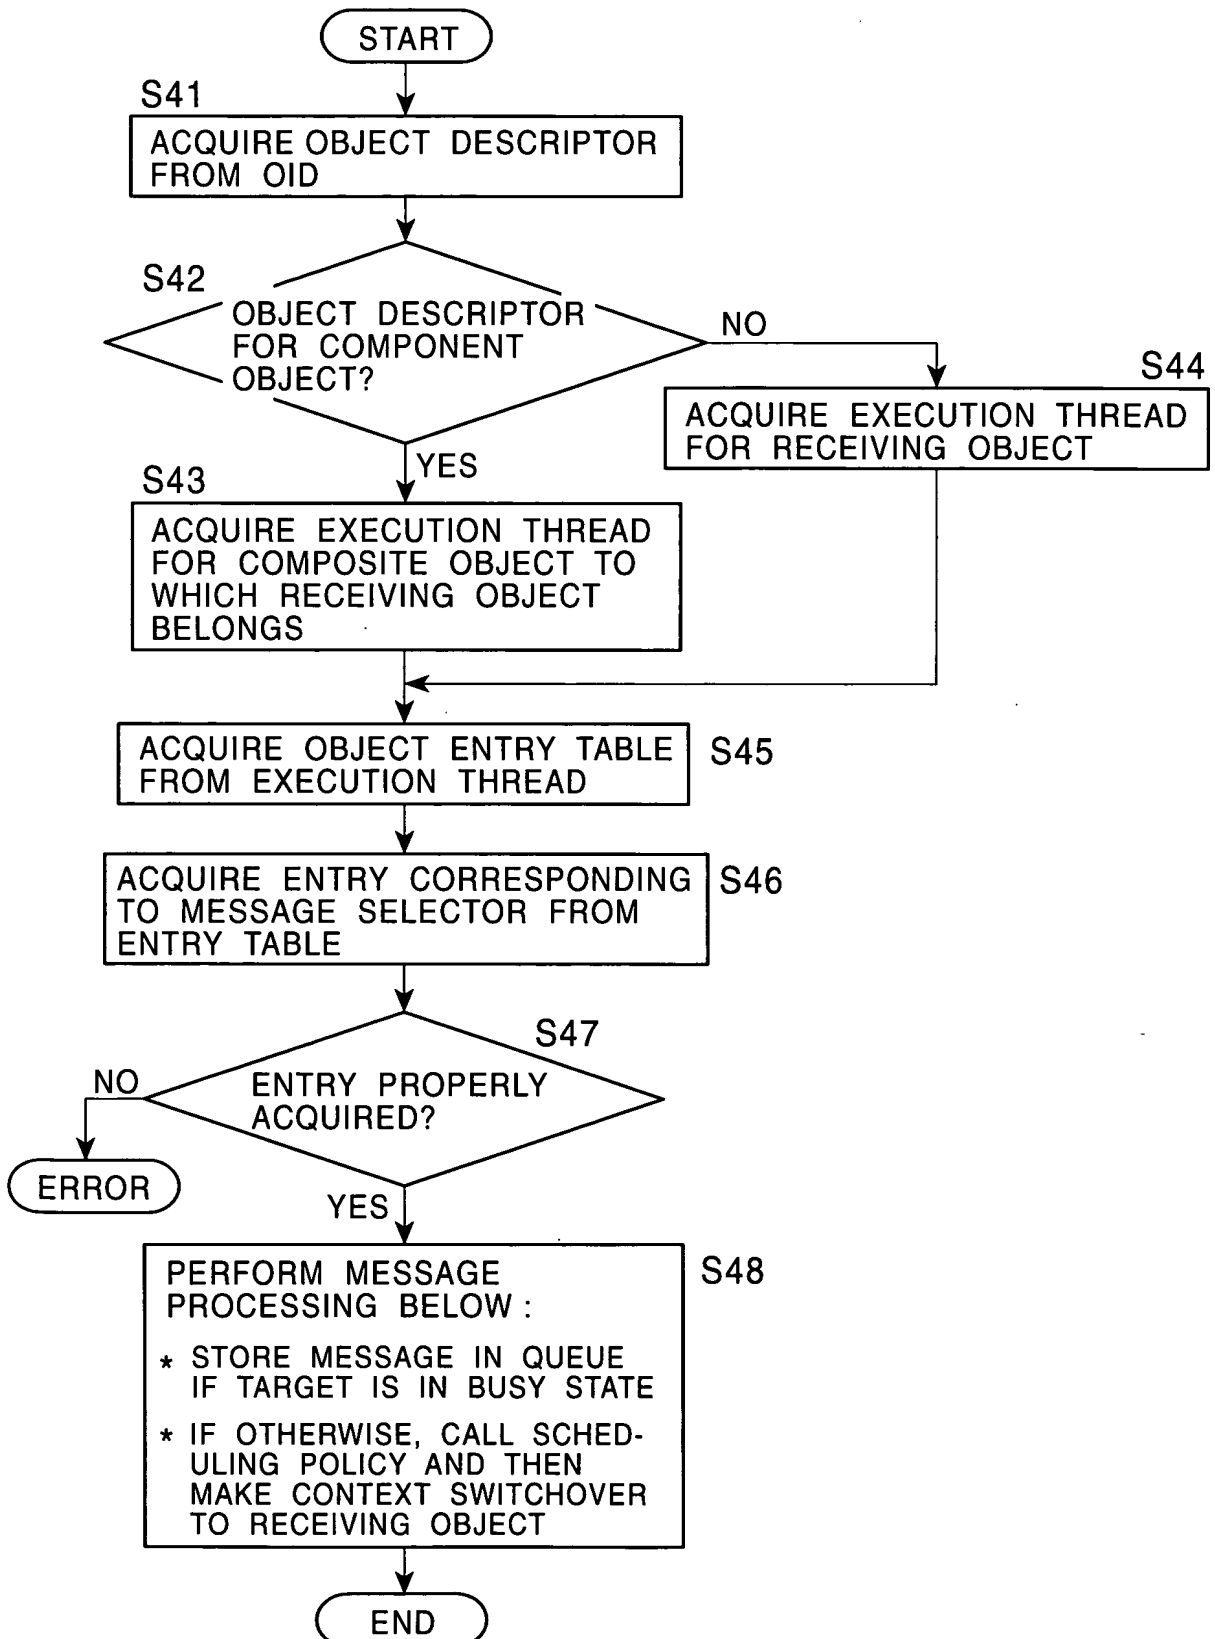 START
S41
ACQUIRE OBJECT DESCRIPTOR
FROM OID
S42
OBJECT DESCRIPTOR
FOR COMPONENT
OBJECT?
NO
S44
ACQUIRE EXECUTION THREAD
FOR RECEIVING OBJECT
YES
S43
ACQUIRE EXECUTION THREAD
FOR COMPOSITE OBJECT TO
WHICH RECEIVING OBJECT
BELONGS
ACQUIRE OBJECT ENTRY TABLE
FROM EXECUTION THREAD
S45
ACQUIRE ENTRY CORRESPONDING
TO MESSAGE SELECTOR FROM
ENTRY TABLE
S46
S47
ENTRY PROPERLY
ACQUIRED?
NO
ERROR
YES
S48
PERFORM MESSAGE
PROCESSING BELOW :
* STORE MESSAGE IN QUEUE
IF TARGET IS IN BUSY STATE
* IF OTHERWISE, CALL SCHED-
ULING POLICY AND THEN
MAKE CONTEXT SWITCHOVER
TO RECEIVING OBJECT
END